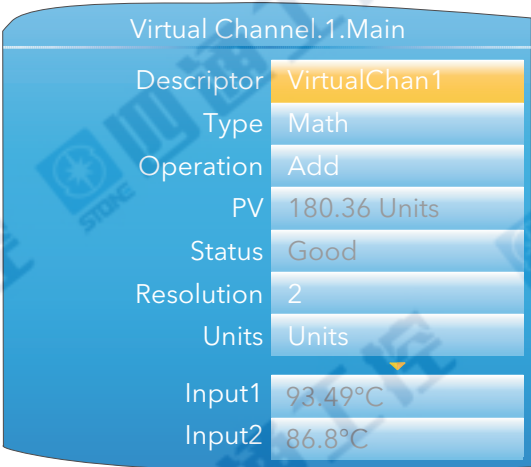 Virtual Channel.1.Main
Descriptor VirtualChan1
Type Math
Operation Add
PV 180.36 Units
Status Good
Resolution 2
Units Units
Input1 93.49°C
Input2 86.8°C
STONE